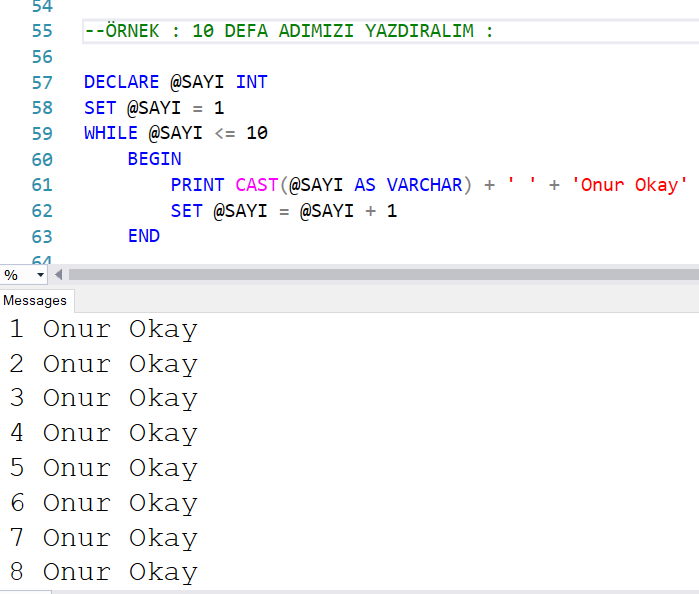 54
55 --ÖRNEK : 10 DEFA ADIMIZI YAZDIRALIM :
56
57 DECLARE @SAYI INT
58 SET @SAYI = 1
59 WHILE @SAYI <= 10
60 BEGIN
61 PRINT CAST(@SAYI AS VARCHAR) + ' ' + 'Onur Okay'
62 SET @SAYI = @SAYI + 1
63 END
64
%
Messages
1 Onur Okay
2 Onur Okay
3 Onur Okay
4 Onur Okay
5 Onur Okay
6 Onur Okay
7 Onur Okay
8 Onur Okay